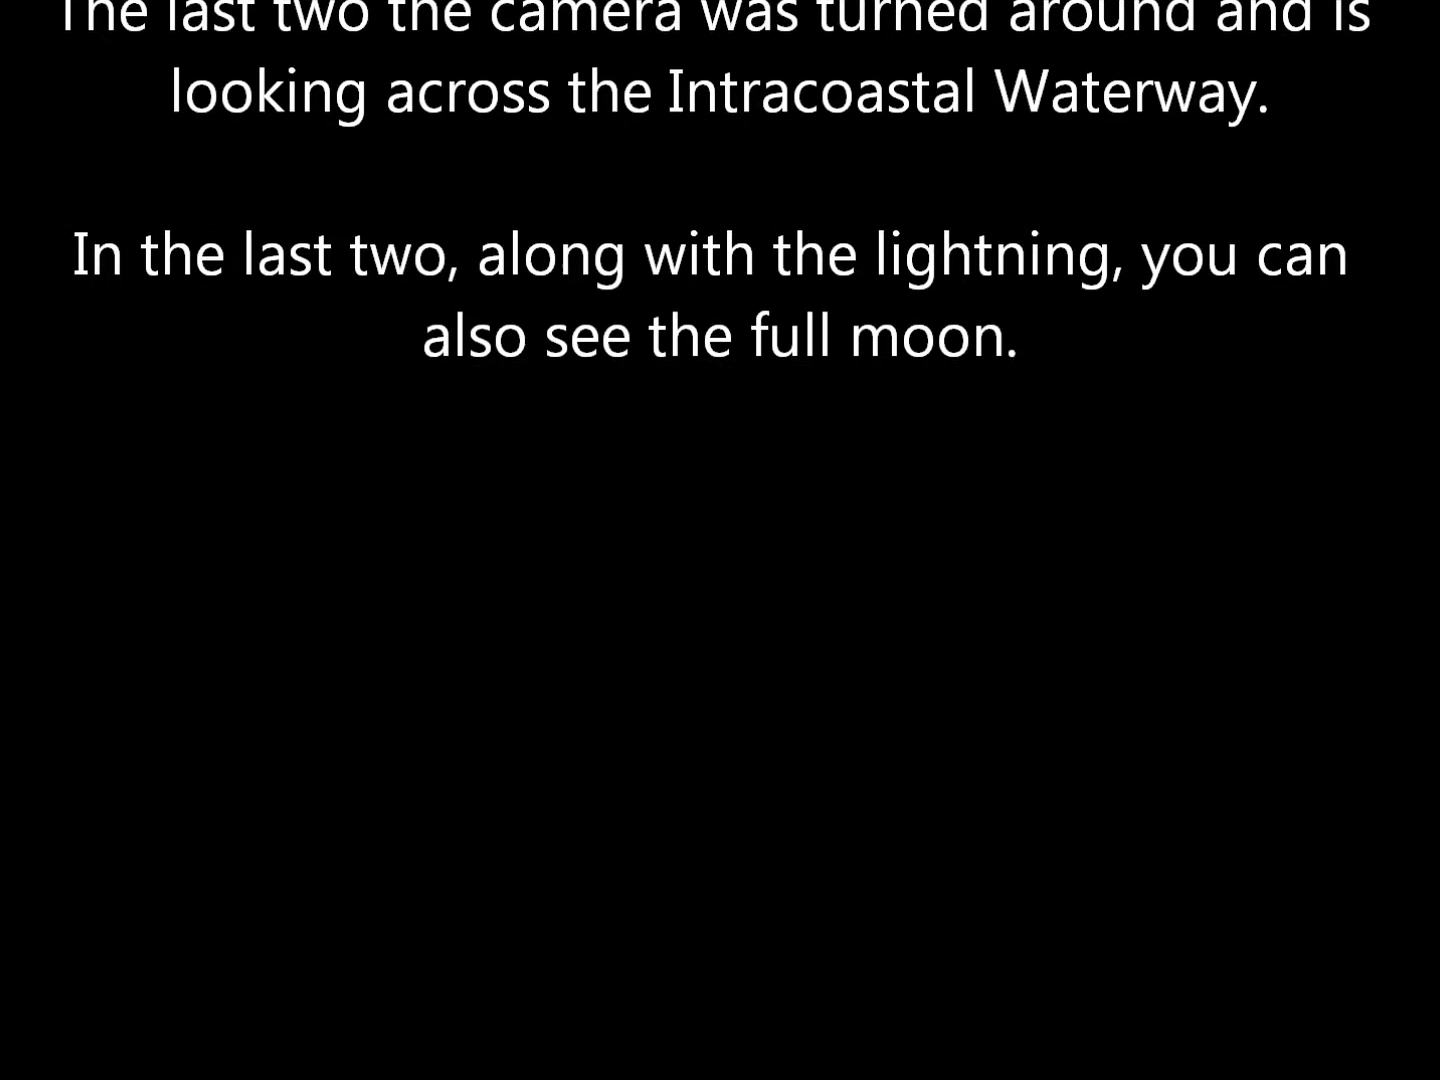 The last two the camera was turned around and is
looking across the Intracoastal Waterway.
In the last two, along with the lightning, you can
also see the full moon.